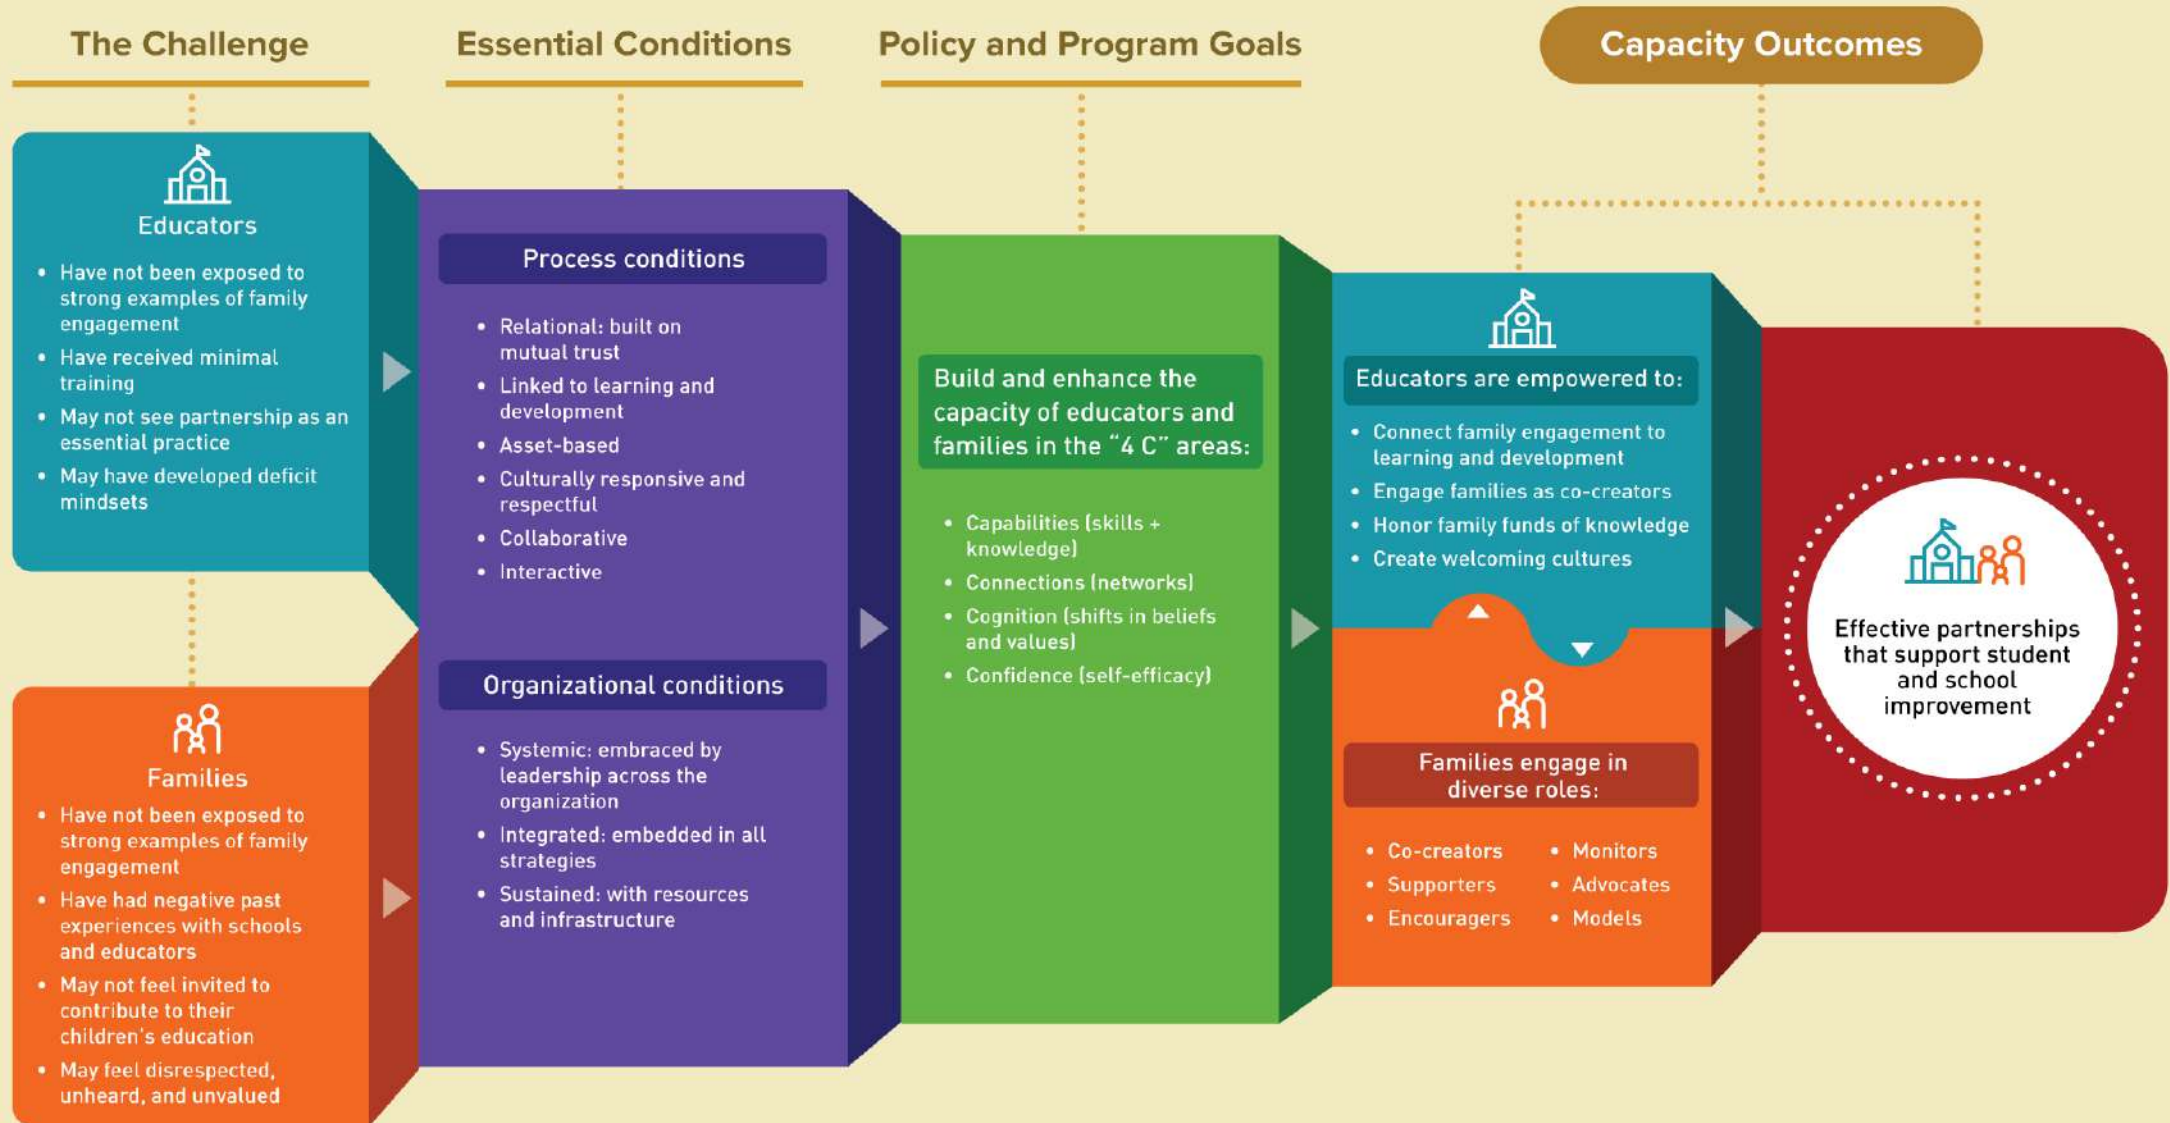 The Challenge
Essential Conditions
Policy and Program Goals
Capacity Outcomes
Educators
• Have not been exposed to
strong examples of family
engagement
• Have received minimal
training
• May not see partnership as an
essential practice
• May have developed deficit
mindsets
Families
• Have not been exposed to
strong examples of family
engagement
• Have had negative past
experiences with schools
and educators
• May not feel invited to
contribute to their
children's education
• May feel disrespected,
unheard, and unvalued
Process conditions
• Relational: built on
mutual trust
• Linked to learning and
development
• Asset-based
• Culturally responsive and
respectful
• Collaborative
• Interactive
Organizational conditions
• Systemic: embraced by
leadership across the
organization
• Integrated: embedded in all
strategies
• Sustained: with resources
and infrastructure
Build and enhance the
capacity of educators and
families in the “4 C” areas:
• Capabilities (skills +
knowledge)
• Connections (networks)
• Cognition (shifts in beliefs
and values)
• Confidence (self-efficacy)
Educators are empowered to:
• Connect family engagement to
learning and development
• Engage families as co-creators
• Honor family funds of knowledge
• Create welcoming cultures
Families engage in
diverse roles:
• Co-creators
• Supporters
• Encouragers
• Monitors
• Advocates
• Models
Effective partnerships
that support student
and school
improvement